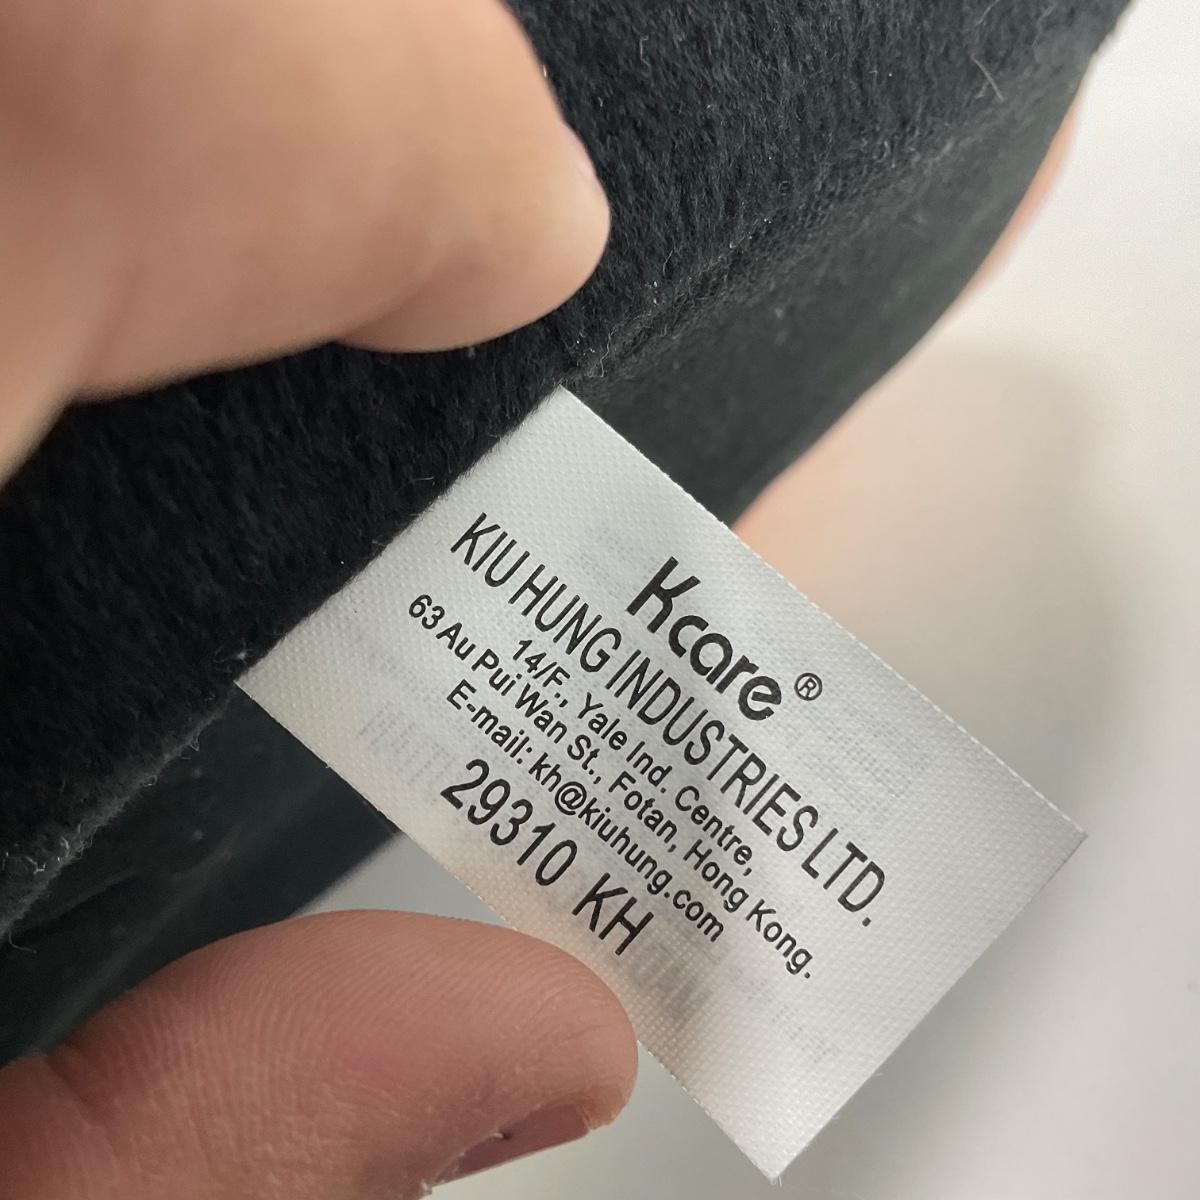 Kcare®
KIU HUNG INDUSTRIES LTD.
14/F., Yale Ind. Centre,
63 Au Pui Wan St., Fotan, Hong Kong.
E-mail: kh@kiuhung.com
29310 KH